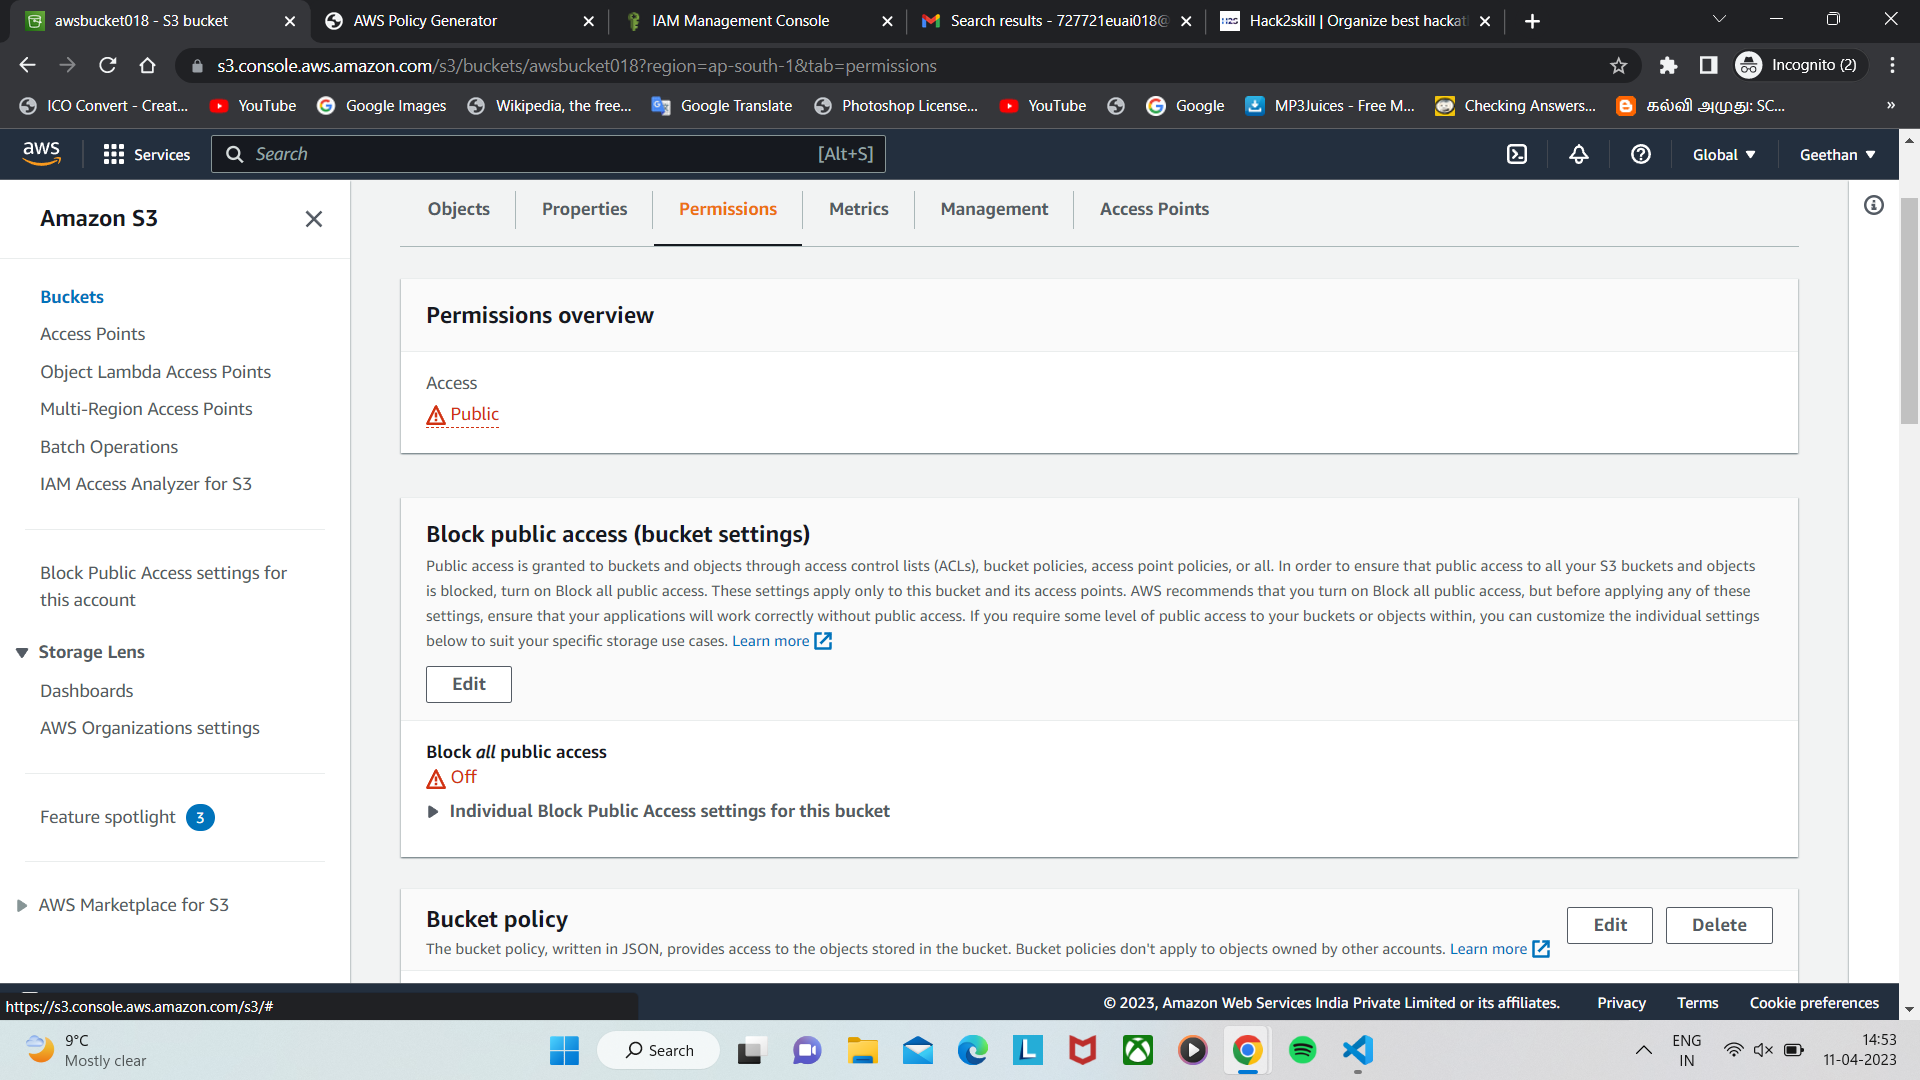 awsbucket018 - S3 bucket
AWS Policy Generator
IAM Management Console
Search results - 727721euai018@
H2S
Hack2skill | Organize best hackat
s3.console.aws.amazon.com/s3/buckets/awsbucket018?region=ap-south-1&tab=permissions
Incognito (2)
ICO Convert - Creat...
YouTube
Google Images
Wikipedia, the free...
Google Translate
Photoshop License...
YouTube
Google
MP3Juices - Free M...
Checking Answers...
கல்வி அமுது: SC...
»
aws
Services
Search
[Alt+S]
Global
Geethan
Amazon S3
Buckets
Access Points
Object Lambda Access Points
Multi-Region Access Points
Batch Operations
IAM Access Analyzer for S3
Block Public Access settings for
this account
Storage Lens
Dashboards
AWS Organizations settings
Feature spotlight 3
AWS Marketplace for S3
Objects
Properties
Permissions
Metrics
Management
Access Points
Permissions overview
Access
Public
Block public access (bucket settings)
Public access is granted to buckets and objects through access control lists (ACLs), bucket policies, access point policies, or all. In order to ensure that public access to all your S3 buckets and objects
is blocked, turn on Block all public access. These settings apply only to this bucket and its access points. AWS recommends that you turn on Block all public access, but before applying any of these
settings, ensure that your applications will work correctly without public access. If you require some level of public access to your buckets or objects within, you can customize the individual settings
below to suit your specific storage use cases. Learn more
Edit
Block all public access
Off
Individual Block Public Access settings for this bucket
Bucket policy
The bucket policy, written in JSON, provides access to the objects stored in the bucket. Bucket policies don't apply to objects owned by other accounts. Learn more
Edit
Delete
https://s3.console.aws.amazon.com/s3/#
© 2023, Amazon Web Services India Private Limited or its affiliates.
Privacy
Terms
Cookie preferences
9°C
Mostly clear
Search
L
ENG
IN
14:53
11-04-2023